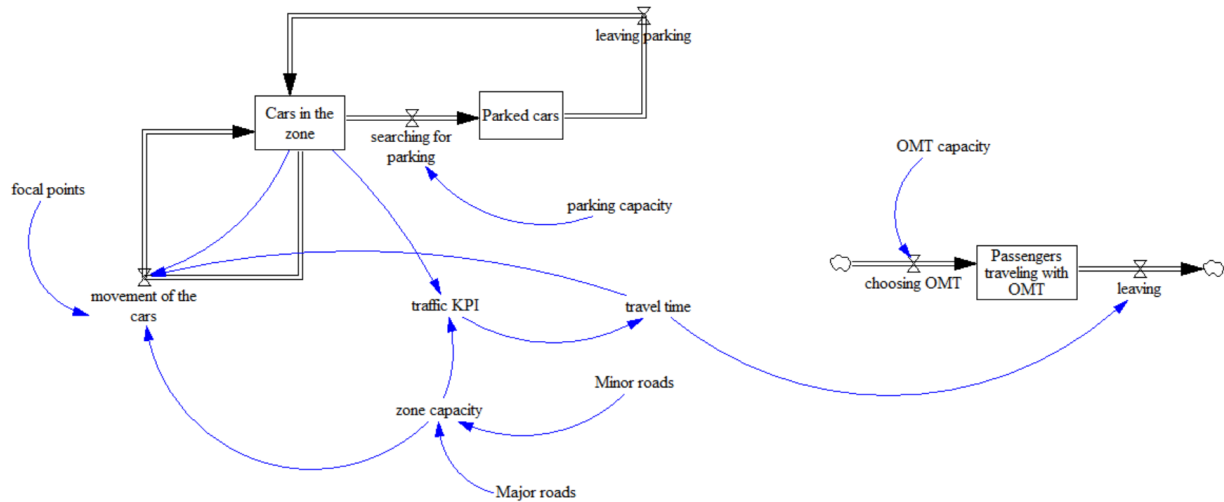 leaving parking
Cars in the
zone
Parked cars
searching for
parking
OMT capacity
focal points
parking capacity
Passengers
traveling with
OMT
choosing OMT
leaving
movement of the
cars
traffic KPI
travel time
Minor roads
zone capacity
Major roads